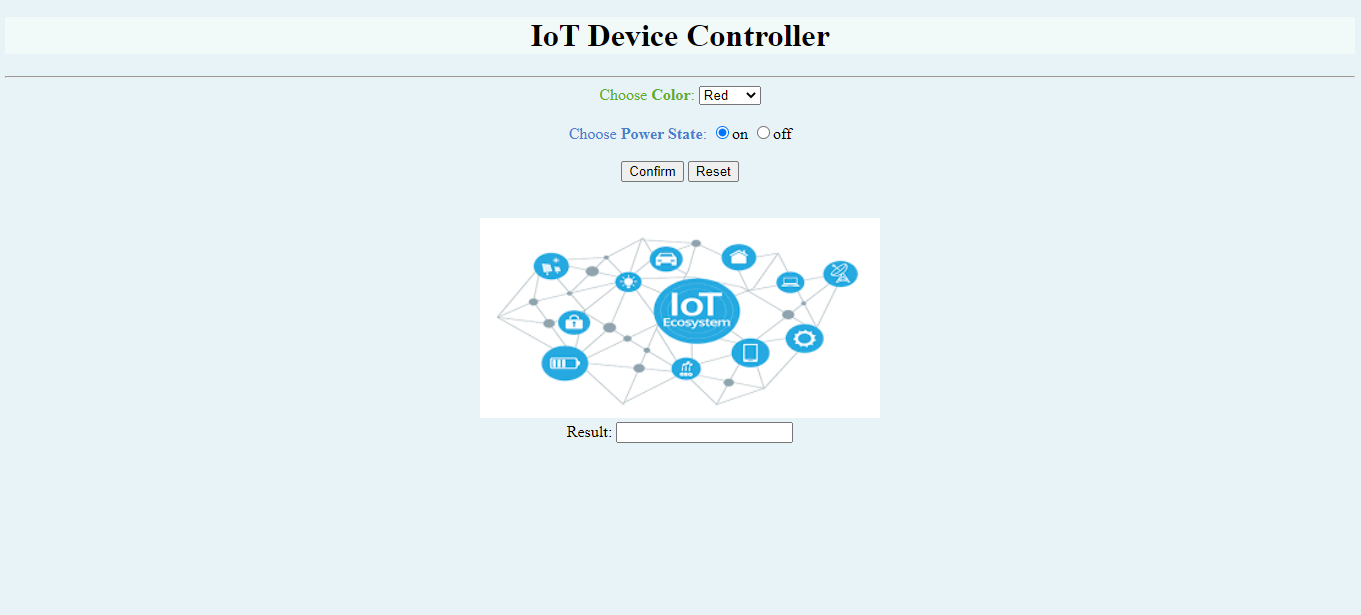 IoT Device Controller
Choose Color: Red
Choose Power State: on off
Confirm Reset
IoT
Ecosystem
Result: